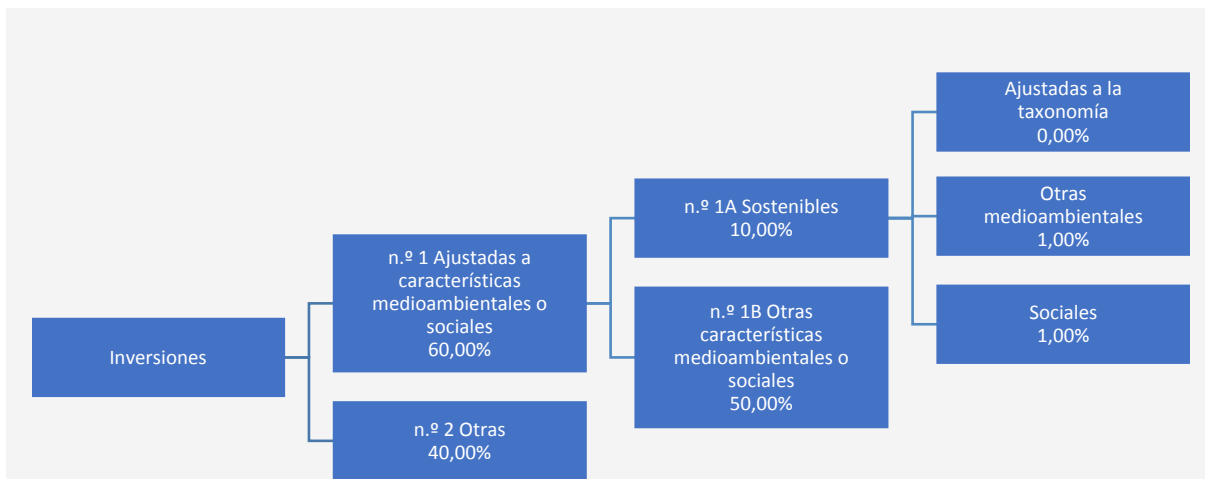 Inversiones
n.º 1 Ajustadas a
características
medioambientales o
sociales
60,00%
n.º 2 Otras
40,00%
n.º 1A Sostenibles
10,00%
n.º 1B Otras
características
medioambientales o
sociales
50,00%
Ajustadas a la
taxonomía
0,00%
Otras
medioambientales
1,00%
Sociales
1,00%